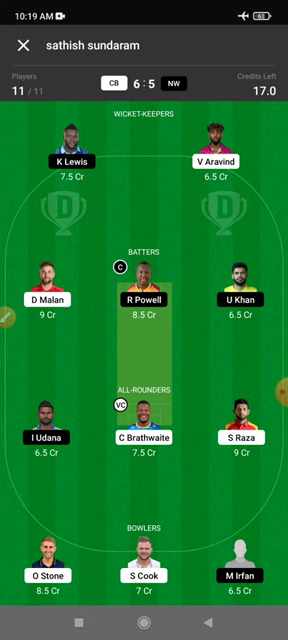 10:19 AM
63
sathish sundaram
Players
Credits Left
11 / 11
CB 6 : 5 NW
17.0
WICKET-KEEPERS
K Lewis
V Aravind
7.5 Cr
6.5 Cr
D
D
BATTERS
C
D Malan
R Powell
U Khan
9 Cr
8.5 Cr
6.5 Cr
ALL-ROUNDERS
VC
I Udana
C Brathwaite
S Raza
6.5 Cr
7.5 Cr
9 Cr
BOWLERS
O Stone
S Cook
M Irfan
8.5 Cr
7 Cr
6.5 Cr